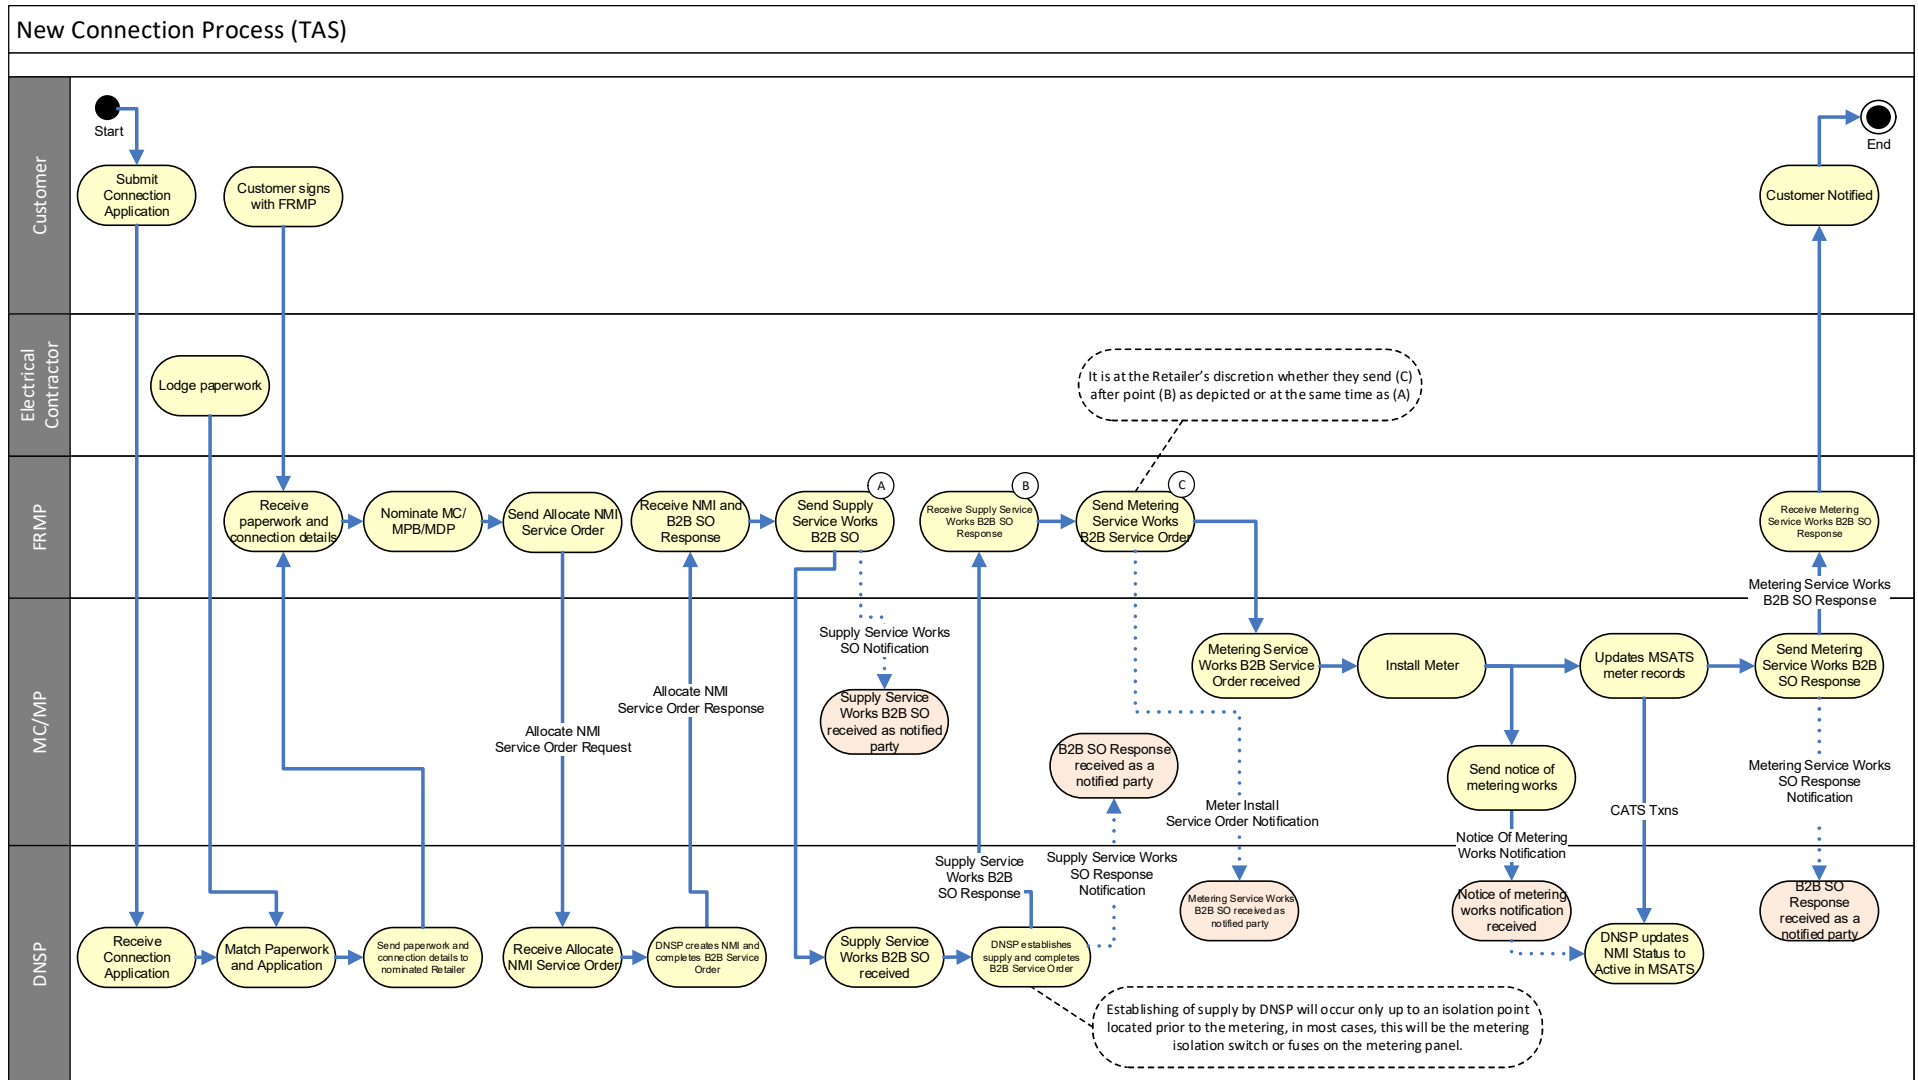 New Connection Process (TAS)
Customer
Start
Submit
Connection
Application
Customer signs
with FRMP
Customer Notified
End
Electrical
Contractor
Lodge paperwork
It is at the Retailer’s discretion whether they send (C)
after point (B) as depicted or at the same time as (A)
FRMP
Receive
paperwork and
connection details
Nominate MC/
MPB/MDP
Send Allocate NMI
Service Order
Receive NMI and
B2B SO
Response
Send Supply
Service Works
B2B SO
A
Receive Supply Service
Works B2B SO
Response
B
Send Metering
Service Works
B2B Service Order
C
Receive Metering
Service Works B2B SO
Response
Metering Service Works
B2B SO Response
MC/MP
Allocate NMI
Service Order Request
Allocate NMI
Service Order Response
Supply Service Works
SO Notification
Supply Service
Works B2B SO
received as notified
party
B2B SO Response
received as a
notified party
Metering Service
Works B2B Service
Order received
Install Meter
Updates MSATS
meter records
Send Metering
Service Works B2B
SO Response
Send notice of
metering works
Meter Install
Service Order Notification
CATS Txns
Metering Service Works
SO Response
Notification
Notice Of Metering
Works Notification
DNSP
Supply Service
Works B2B
SO Response
Supply Service Works
SO Response
Notification
Metering Service Works
B2B SO received as
notified party
Notice of metering
works notification
received
B2B SO
Response
received as a
notified party
Receive
Connection
Application
Match Paperwork
and Application
Send paperwork and
connection details to
nominated Retailer
Receive Allocate
NMI Service Order
DNSP creates NMI and
completes B2B Service
Order
Supply Service
Works B2B SO
received
DNSP establishes
supply and completes
B2B Service Order
DNSP updates
NMI Status to
Active in MSATS
Establishing of supply by DNSP will occur only up to an isolation point
located prior to the metering, in most cases, this will be the metering
isolation switch or fuses on the metering panel.